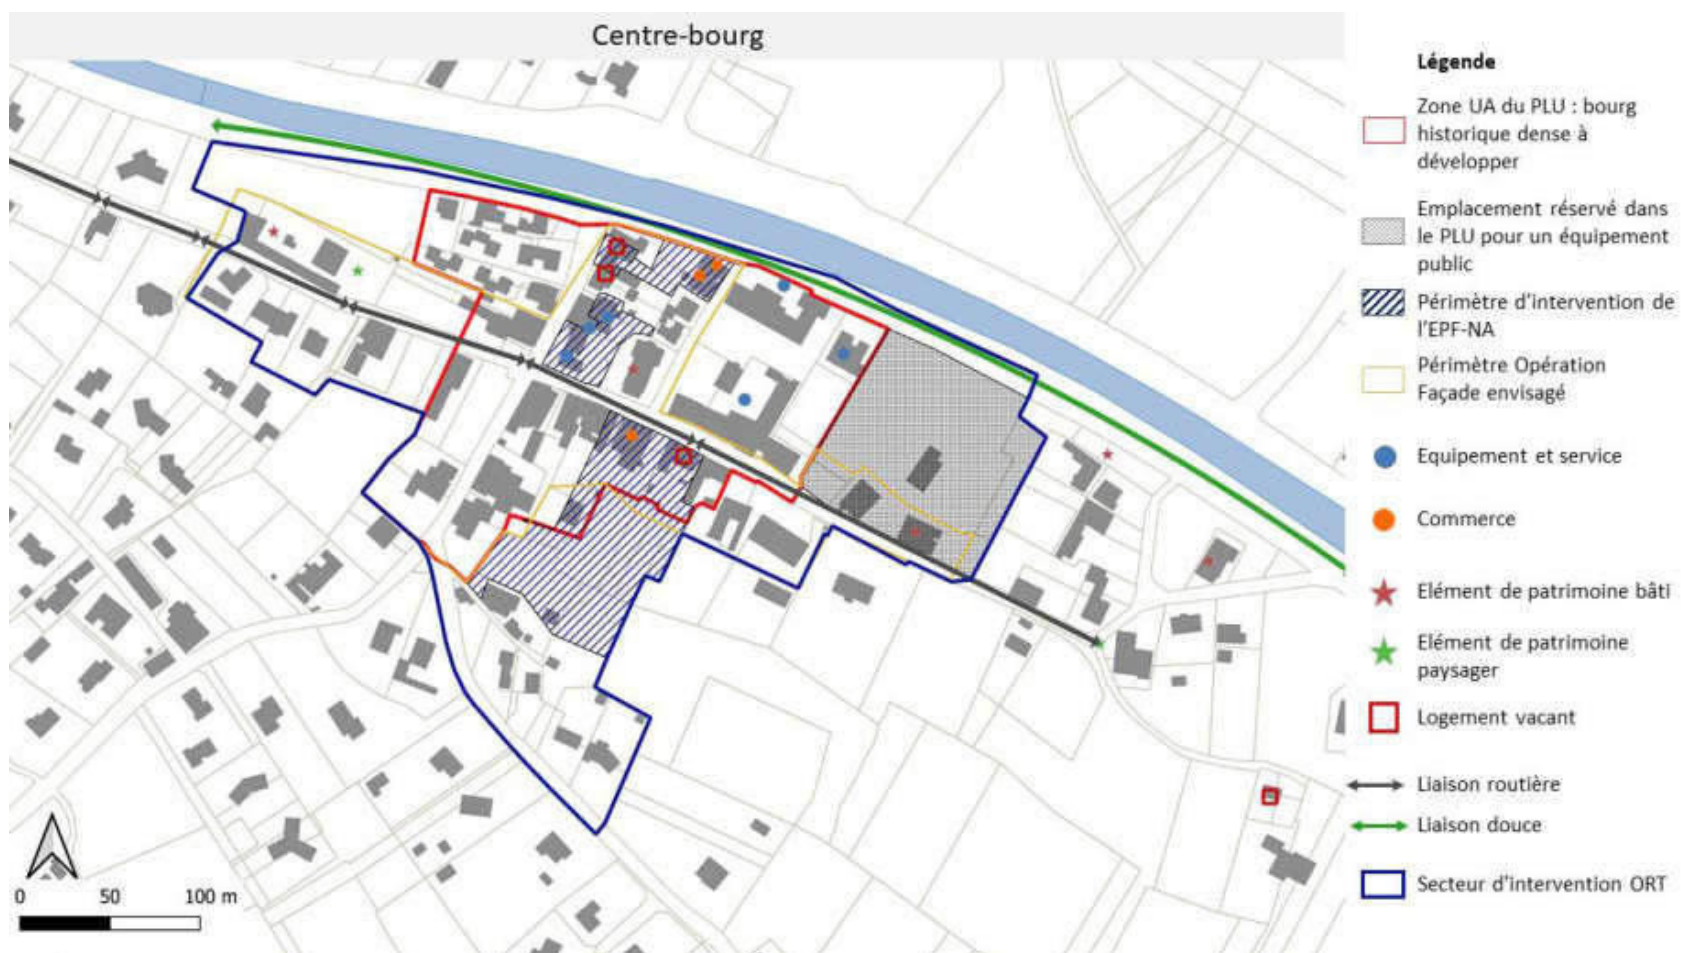 Centre-bourg
Légende
Zone UA du PLU : bourg
historique dense à
développer
Emplacement réservé dans
le PLU pour un équipement
public
Périmètre d'intervention de
l'EPF-NA
Périmètre Opération
Façade envisagé
Equipement et service
Commerce
Elément de patrimoine bâti
Elément de patrimoine
paysager
Logement vacant
Liaison routière
Liaison douce
Secteur d'intervention ORT
0 50 100 m